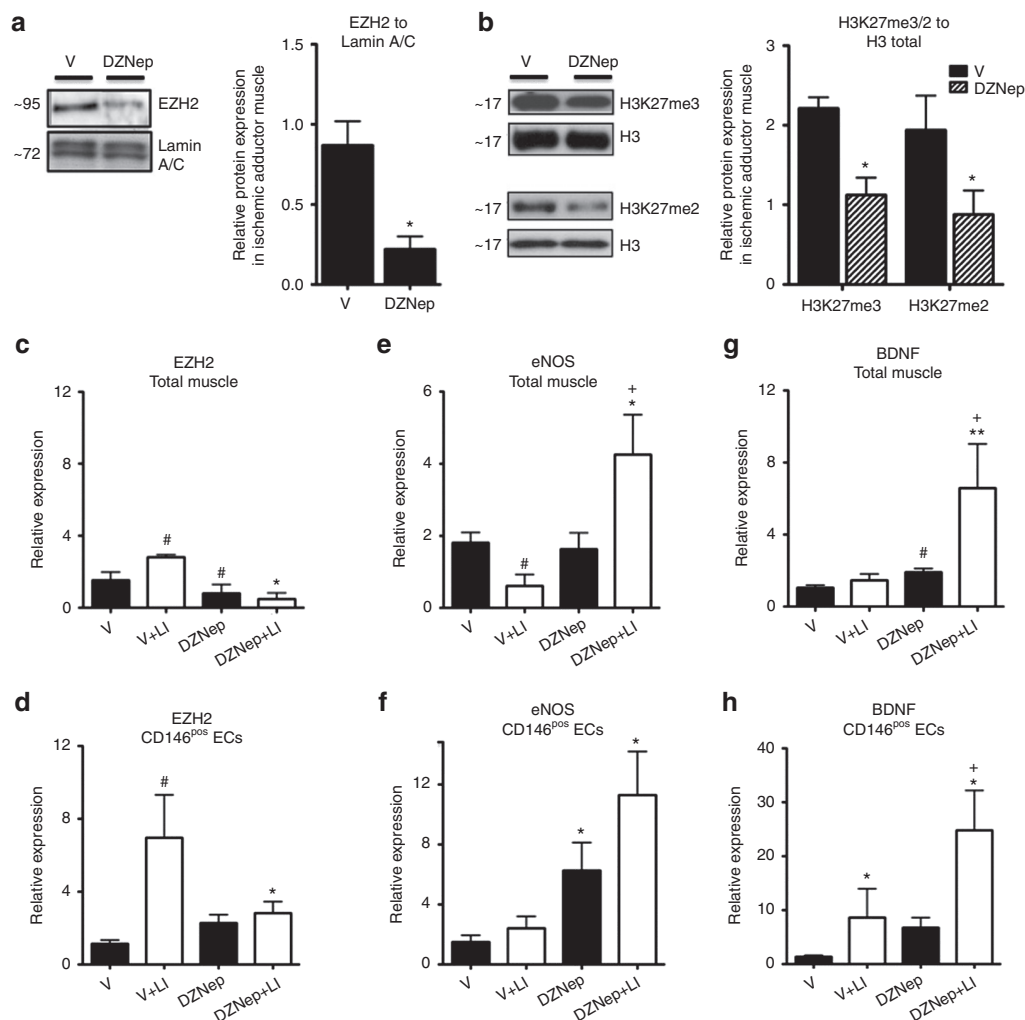 a
V DZNep
~95 EZH2
~72 Lamin
A/C
EZH2 to
Lamin A/C
Relative protein expression
in ischemic adductor muscle
1.5
1.0
0.5
0.0
*
V DZNep
b
V DZNep
~17 H3K27me3
~17 H3
~17 H3K27me2
~17 H3
H3K27me3/2 to
H3 total
Relative protein expression
in ischemic adductor muscle
3
2
1
0
V
DZNep
* *
H3K27me3 H3K27me2
c
EZH2
Total muscle
Relative expression
12
8
4
0
# # *
V V+LI DZNep DZNep+LI
e
eNOS
Total muscle
Relative expression
6
4
2
0
#
+
*
V V+LI DZNep DZNep+LI
g
BDNF
Total muscle
Relative expression
12
8
4
0
#
+
**
V V+LI DZNep DZNep+LI
d
EZH2
CD146pos ECs
Relative expression
12
8
4
0
# *
V V+LI DZNep DZNep+LI
f
eNOS
CD146pos ECs
Relative expression
12
8
4
0
* *
V V+LI DZNep DZNep+LI
h
BDNF
CD146pos ECs
Relative expression
40
30
20
10
0
*
+
*
V V+LI DZNep DZNep+LI